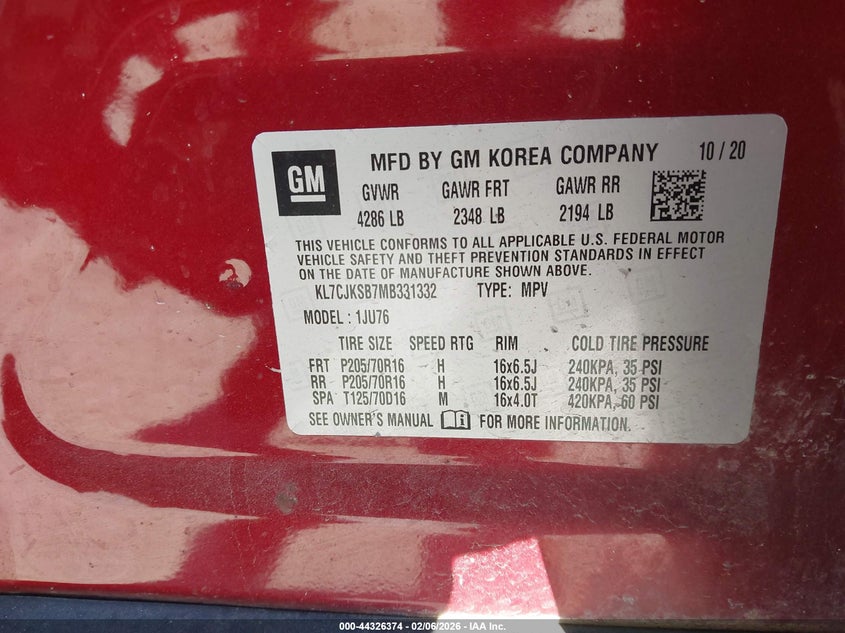 GM
MFD BY GM KOREA COMPANY 10 / 20
GVWR GAWR FRT GAWR RR
4286 LB 2348 LB 2194 LB
THIS VEHICLE CONFORMS TO ALL APPLICABLE U.S. FEDERAL MOTOR
VEHICLE SAFETY AND THEFT PREVENTION STANDARDS IN EFFECT
ON THE DATE OF MANUFACTURE SHOWN ABOVE.
KL7CJKSB7MB331332 TYPE: MPV
MODEL : 1JU76
TIRE SIZE SPEED RTG RIM COLD TIRE PRESSURE
FRT P205/70R16 H 16x6.5J 240KPA, 35 PSI
RR P205/70R16 H 16x6.5J 240KPA, 35 PSI
SPA T125/70D16 M 16x4.0T 420KPA, 60 PSI
SEE OWNER'S MANUAL FOR MORE INFORMATION.
000-44326374 - 02/06/2026 - IAA Inc.